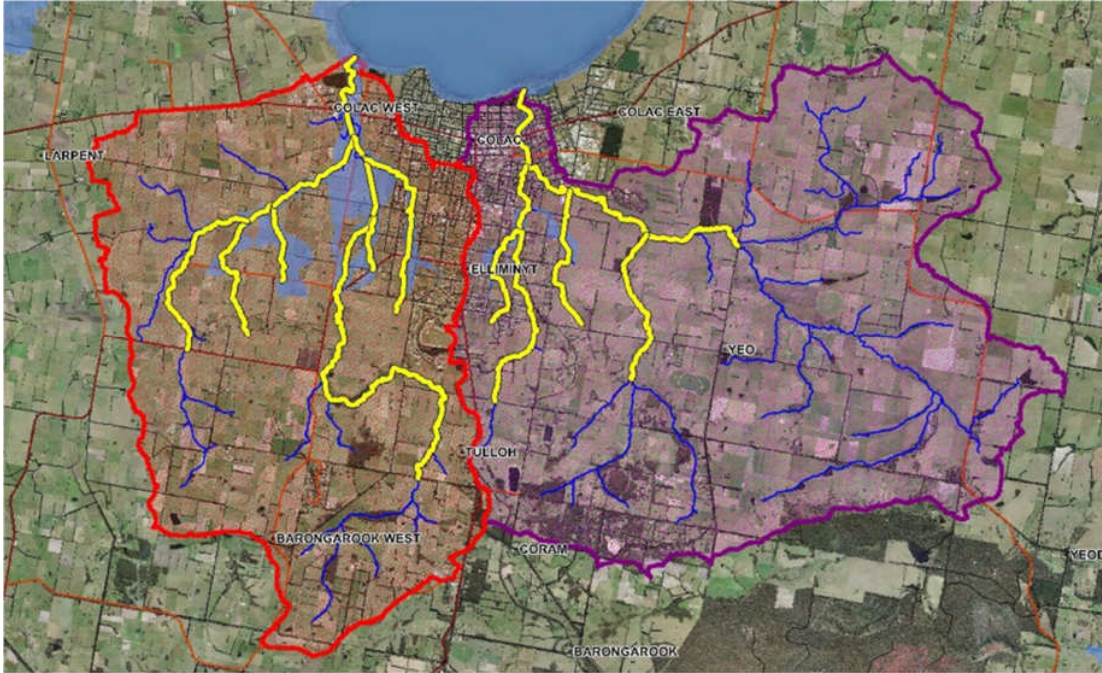 COLAC WEST
COLAC EAST
COLAC
LARPENT
ELLIMINYT
YEO
TULLOH
BARONGAROOK WEST
CORAM
YEOD
BARONGAROOK